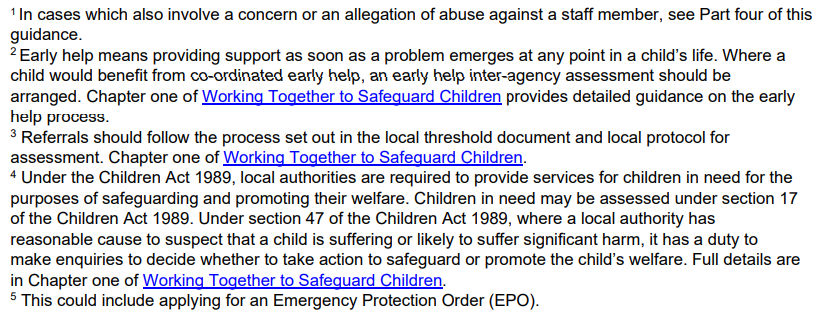 ¹ In cases which also involve a concern or an allegation of abuse against a staff member, see Part four of this
guidance.
² Early help means providing support as soon as a problem emerges at any point in a child’s life. Where a
child would benefit from co-ordinated early help, an early help inter-agency assessment should be
arranged. Chapter one of Working Together to Safeguard Children provides detailed guidance on the early
help process.
³ Referrals should follow the process set out in the local threshold document and local protocol for
assessment. Chapter one of Working Together to Safeguard Children.
⁴ Under the Children Act 1989, local authorities are required to provide services for children in need for the
purposes of safeguarding and promoting their welfare. Children in need may be assessed under section 17
of the Children Act 1989. Under section 47 of the Children Act 1989, where a local authority has
reasonable cause to suspect that a child is suffering or likely to suffer significant harm, it has a duty to
make enquiries to decide whether to take action to safeguard or promote the child’s welfare. Full details are
in Chapter one of Working Together to Safeguard Children.
⁵ This could include applying for an Emergency Protection Order (EPO).